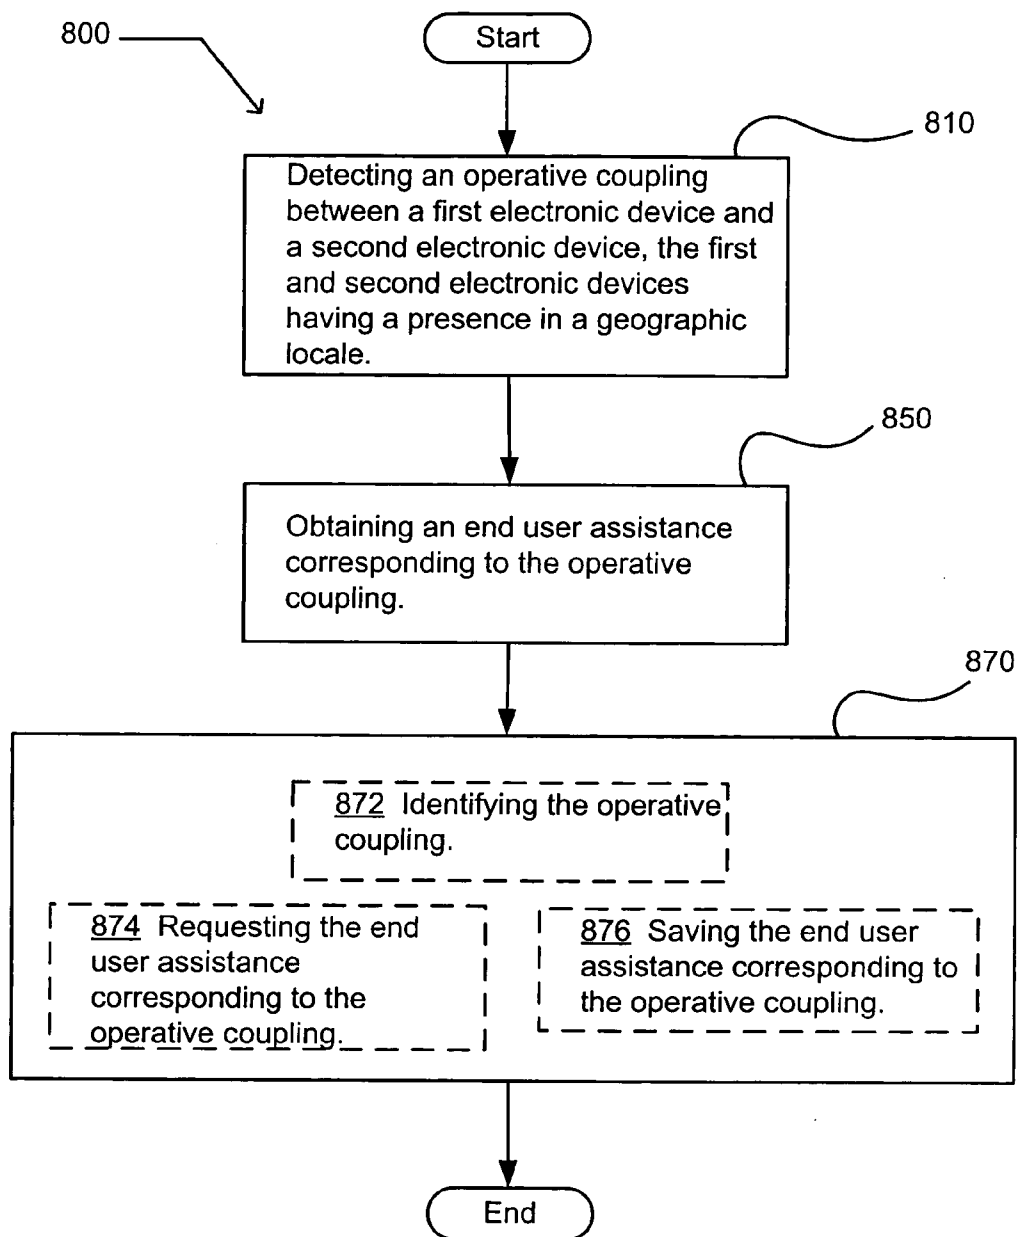 800
Start
810
Detecting an operative coupling
between a first electronic device and
a second electronic device, the first
and second electronic devices
having a presence in a geographic
locale.
850
Obtaining an end user assistance
corresponding to the operative
coupling.
870
872 Identifying the operative
coupling.
874 Requesting the end
user assistance
corresponding to the
operative coupling.
876 Saving the end user
assistance corresponding to
the operative coupling.
End